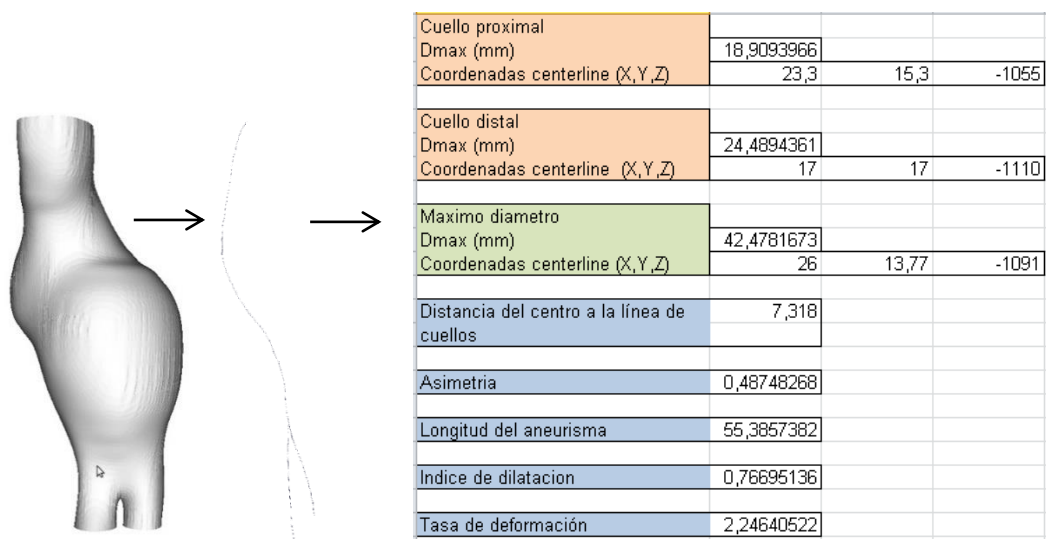 Cuello proximal
Dmax (mm) 18,9093966
Coordenadas centerline (X,Y,Z) 23,3 15,3 -1055
Cuello distal
Dmax (mm) 24,4894361
Coordenadas centerline (X,Y,Z) 17 17 -1110
Maximo diametro
Dmax (mm) 42,4781673
Coordenadas centerline (X,Y,Z) 26 13,77 -1091
Distancia del centro a la línea de 7,318
cuellos
Asimetria 0,48748268
Longitud del aneurisma 55,3857382
Indice de dilatacion 0,76695136
Tasa de deformación 2,24640522